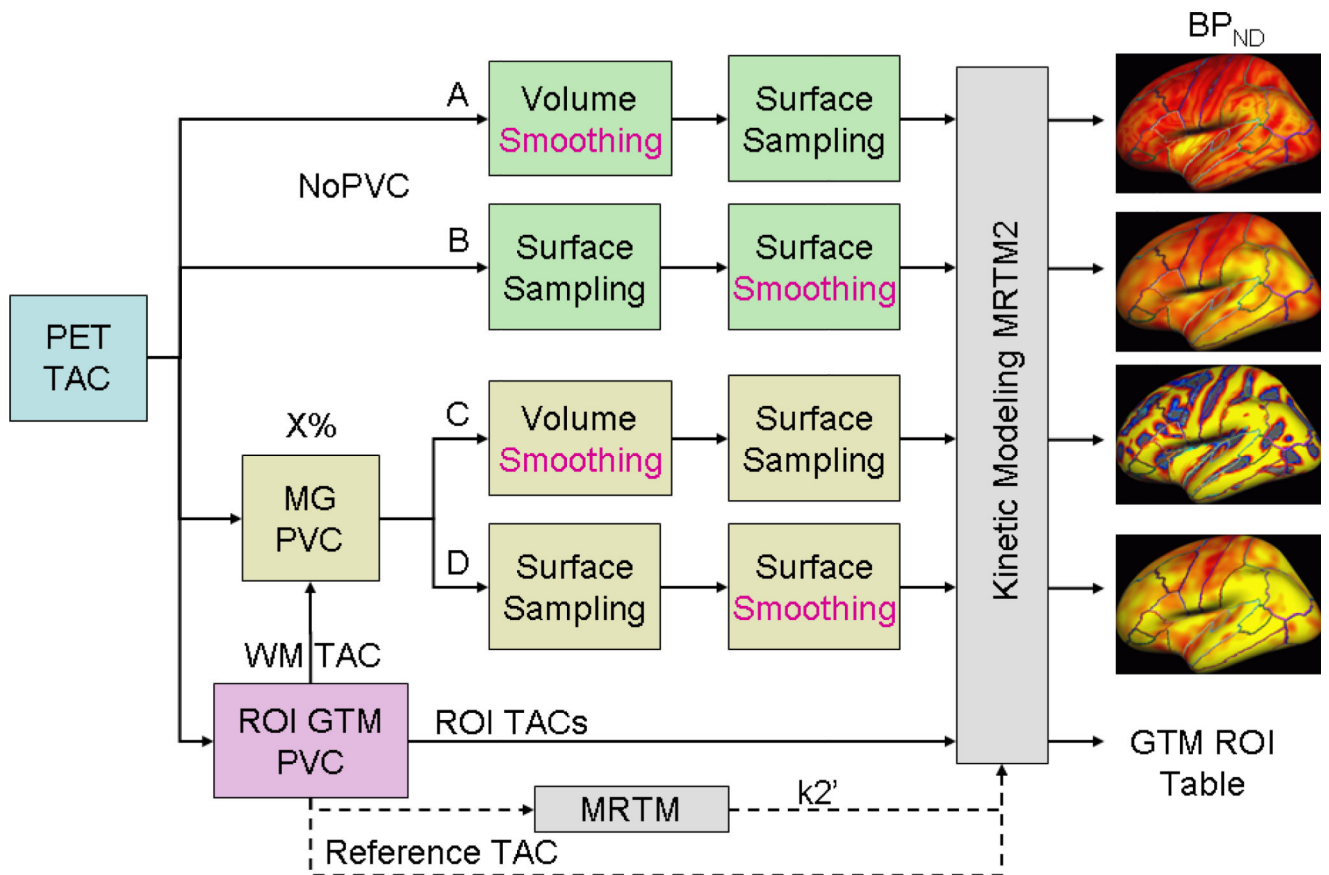 BPND
A
Volume
Smoothing
Surface
Sampling
NoPVC
B
Surface
Sampling
Surface
Smoothing
Kinetic Modeling MRTM2
PET
TAC
X%
MG
PVC
C
Volume
Smoothing
Surface
Sampling
D
Surface
Sampling
Surface
Smoothing
WM TAC
ROI GTM
PVC
ROI TACs
GTM ROI
Table
MRTM
k2'
Reference TAC